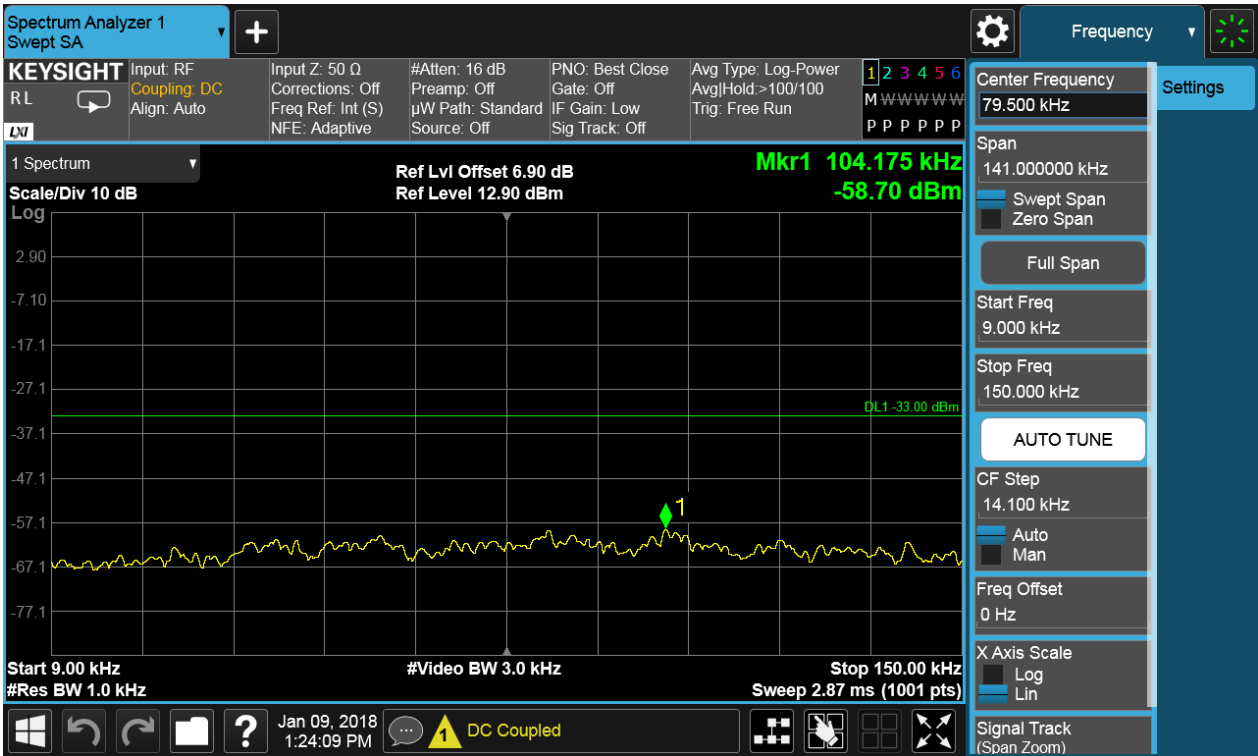 Spectrum Analyzer 1
Swept SA
+
Frequency
KEYSIGHT
R L
LXI
Input: RF
Coupling: DC
Align: Auto
Input Z: 50 Ω
Corrections: Off
Freq Ref: Int (S)
NFE: Adaptive
#Atten: 16 dB
Preamp: Off
µW Path: Standard
Source: Off
PNO: Best Close
Gate: Off
IF Gain: Low
Sig Track: Off
Avg Type: Log-Power
Avg|Hold:>100/100
Trig: Free Run
1 2 3 4 5 6
M W W W W W
P P P P P P
1 Spectrum
Scale/Div 10 dB
Ref Lvl Offset 6.90 dB
Ref Level 12.90 dBm
Mkr1 104.175 kHz
-58.70 dBm
Log
2.90
-7.10
-17.1
-27.1
DL1 -33.00 dBm
-37.1
-47.1
1
-57.1
-67.1
-77.1
Start 9.00 kHz
#Video BW 3.0 kHz
Stop 150.00 kHz
#Res BW 1.0 kHz
Sweep 2.87 ms (1001 pts)
Center Frequency
79.500 kHz
Span
141.000000 kHz
Swept Span
Zero Span
Full Span
Start Freq
9.000 kHz
Stop Freq
150.000 kHz
AUTO TUNE
CF Step
14.100 kHz
Auto
Man
Freq Offset
0 Hz
X Axis Scale
Log
Lin
Signal Track
(Span Zoom)
Settings
?
Jan 09, 2018
1:24:09 PM
1
DC Coupled